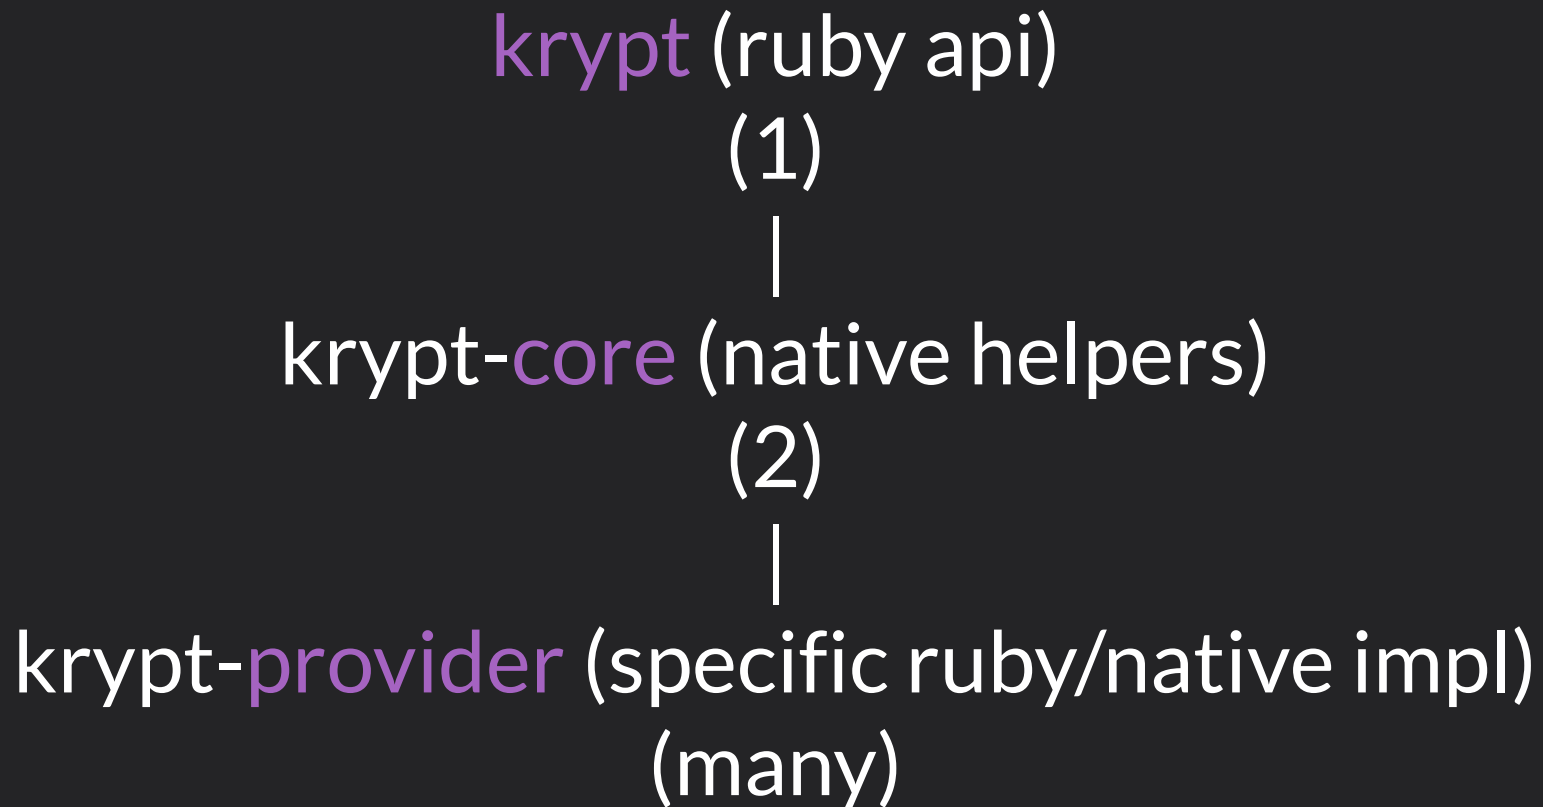 krypt (ruby api)
(1)
krypt-core (native helpers)
(2)
krypt-provider (specific ruby/native impl)
(many)